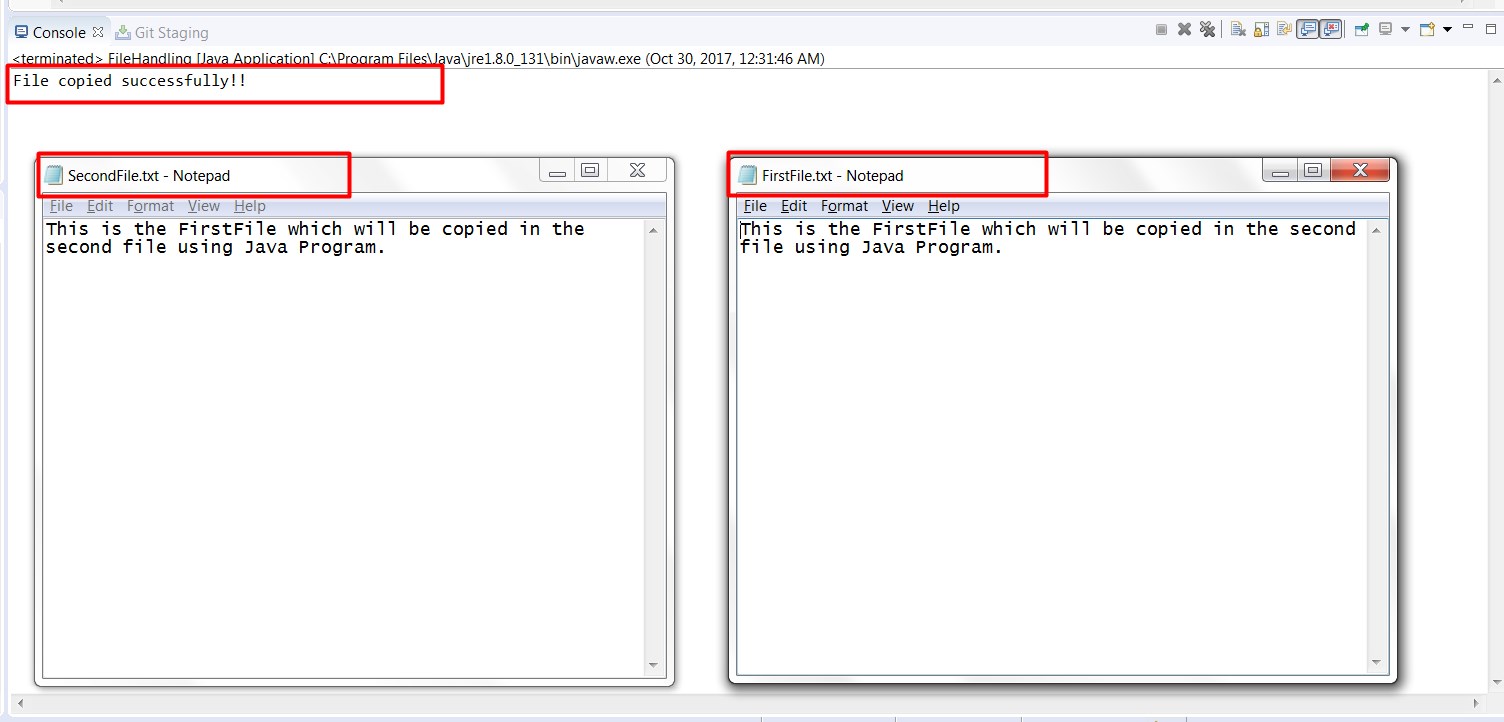 Console Git Staging
<terminated> FileHandling [Java Application] C:\Program Files\Java\jre1.8.0_131\bin\javaw.exe (Oct 30, 2017, 12:31:46 AM)
File copied successfully!!
SecondFile.txt - Notepad
File Edit Format View Help
This is the FirstFile which will be copied in the
second file using Java Program.
FirstFile.txt - Notepad
File Edit Format View Help
This is the FirstFile which will be copied in the second
file using Java Program.